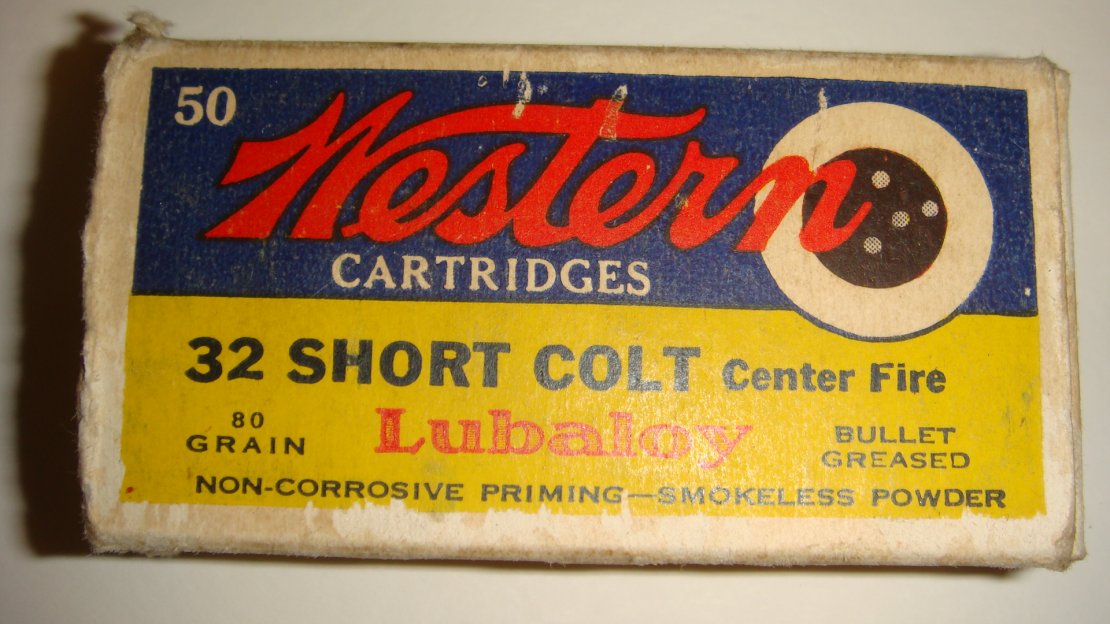 50
Western
CARTRIDGES
32 SHORT COLT Center Fire
80
GRAIN
Lubaloy
BULLET
GREASED
NON-CORROSIVE PRIMING—SMOKELESS POWDER